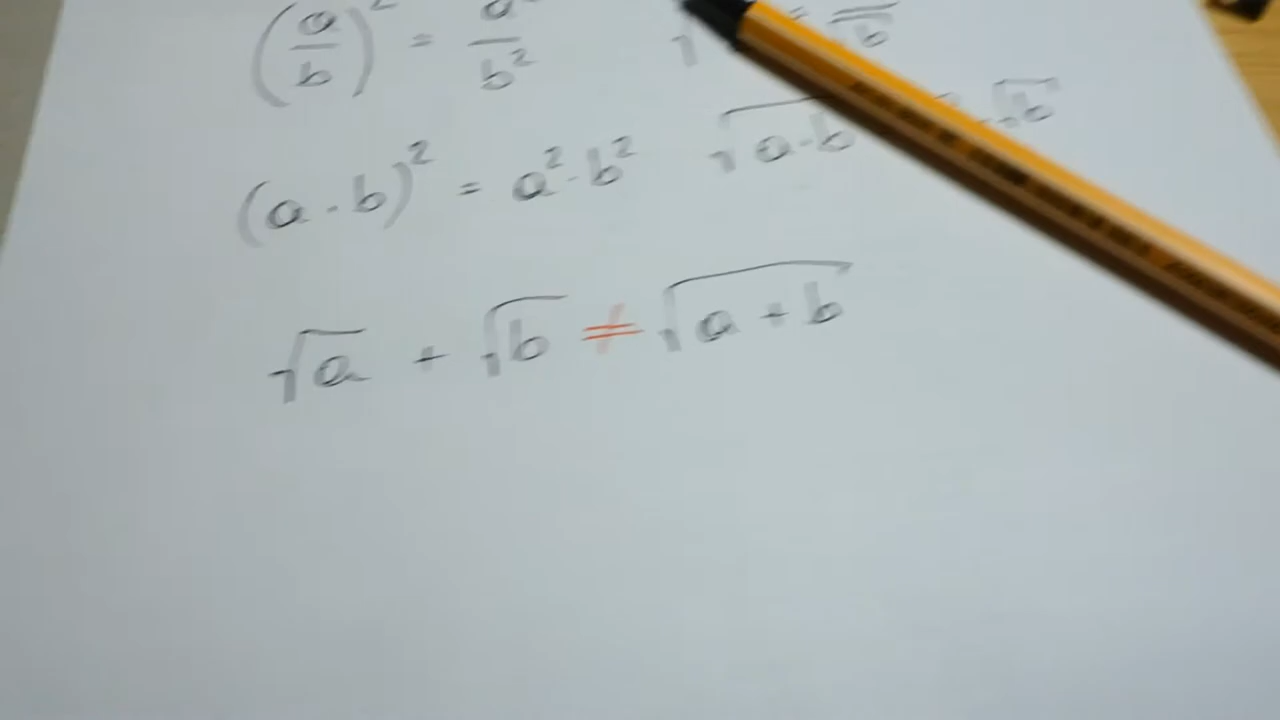 (a/b)² = a²/b² √ = /√b
(a·b)² = a²·b² √a·b ·√b
√a + √b ≠ √a+b